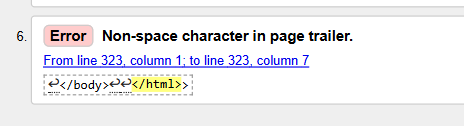 6. Error Non-space character in page trailer.
From line 323, column 1; to line 323, column 7
↩</body>↩↩</html>>